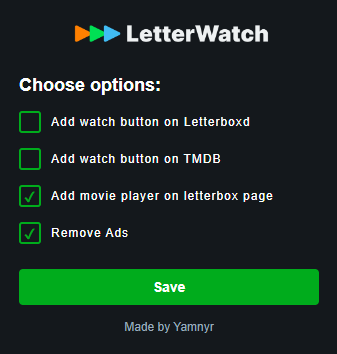 LetterWatch
Choose options:
Add watch button on Letterboxd
Add watch button on TMDB
Add movie player on letterbox page
Remove Ads
Save
Made by Yamnyr